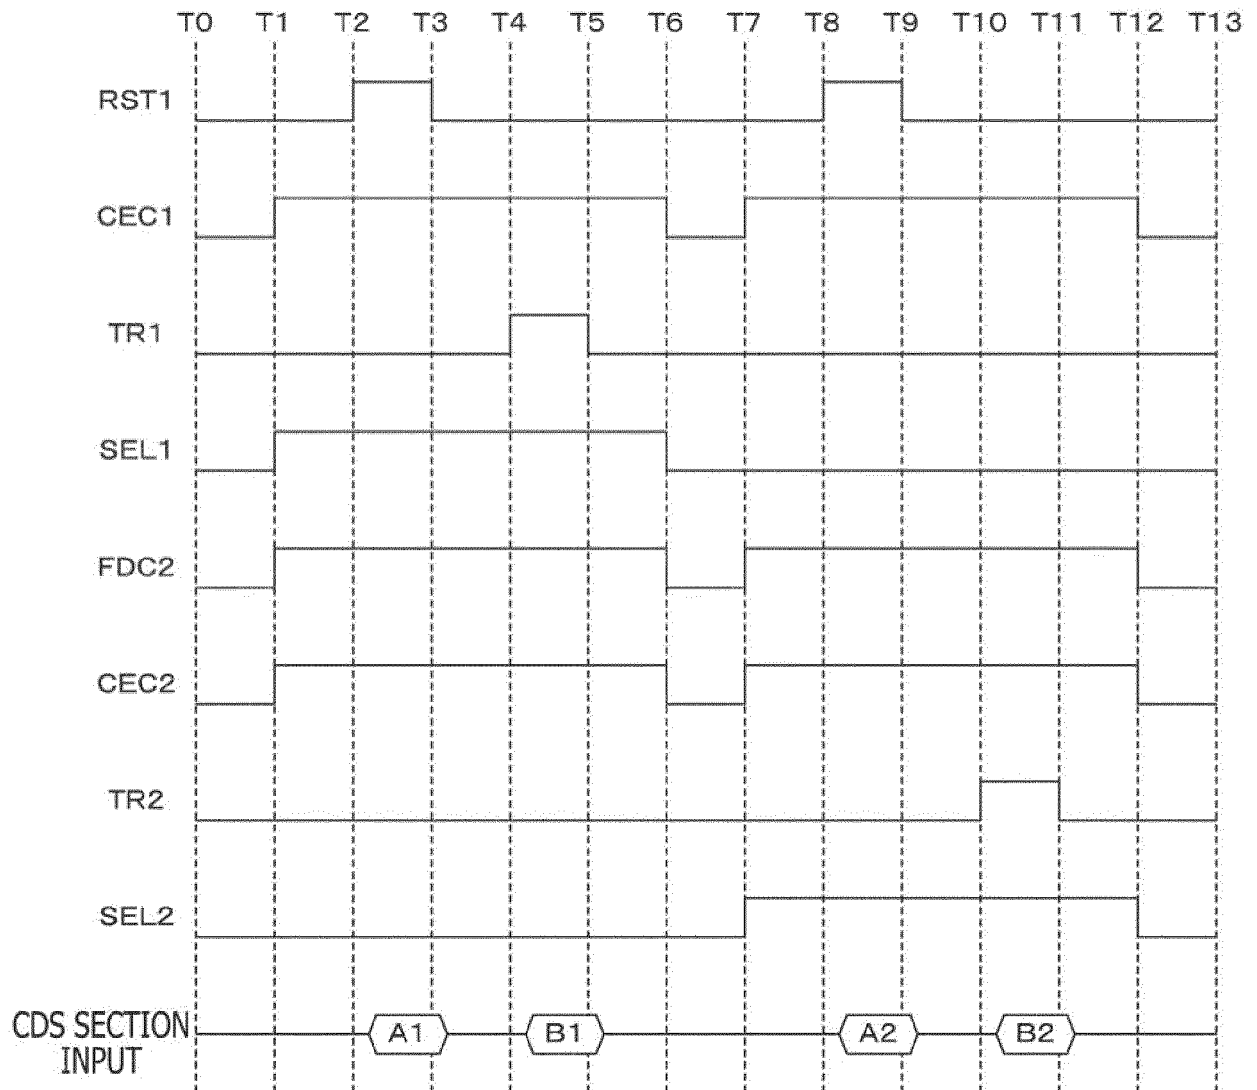 T0 T1 T2 T3 T4 T5 T6 T7 T8 T9 T10 T11 T12 T13
RST1
CEC1
TR1
SEL1
FDC2
CEC2
TR2
SEL2
CDS SECTION
INPUT
A1 B1 A2 B2